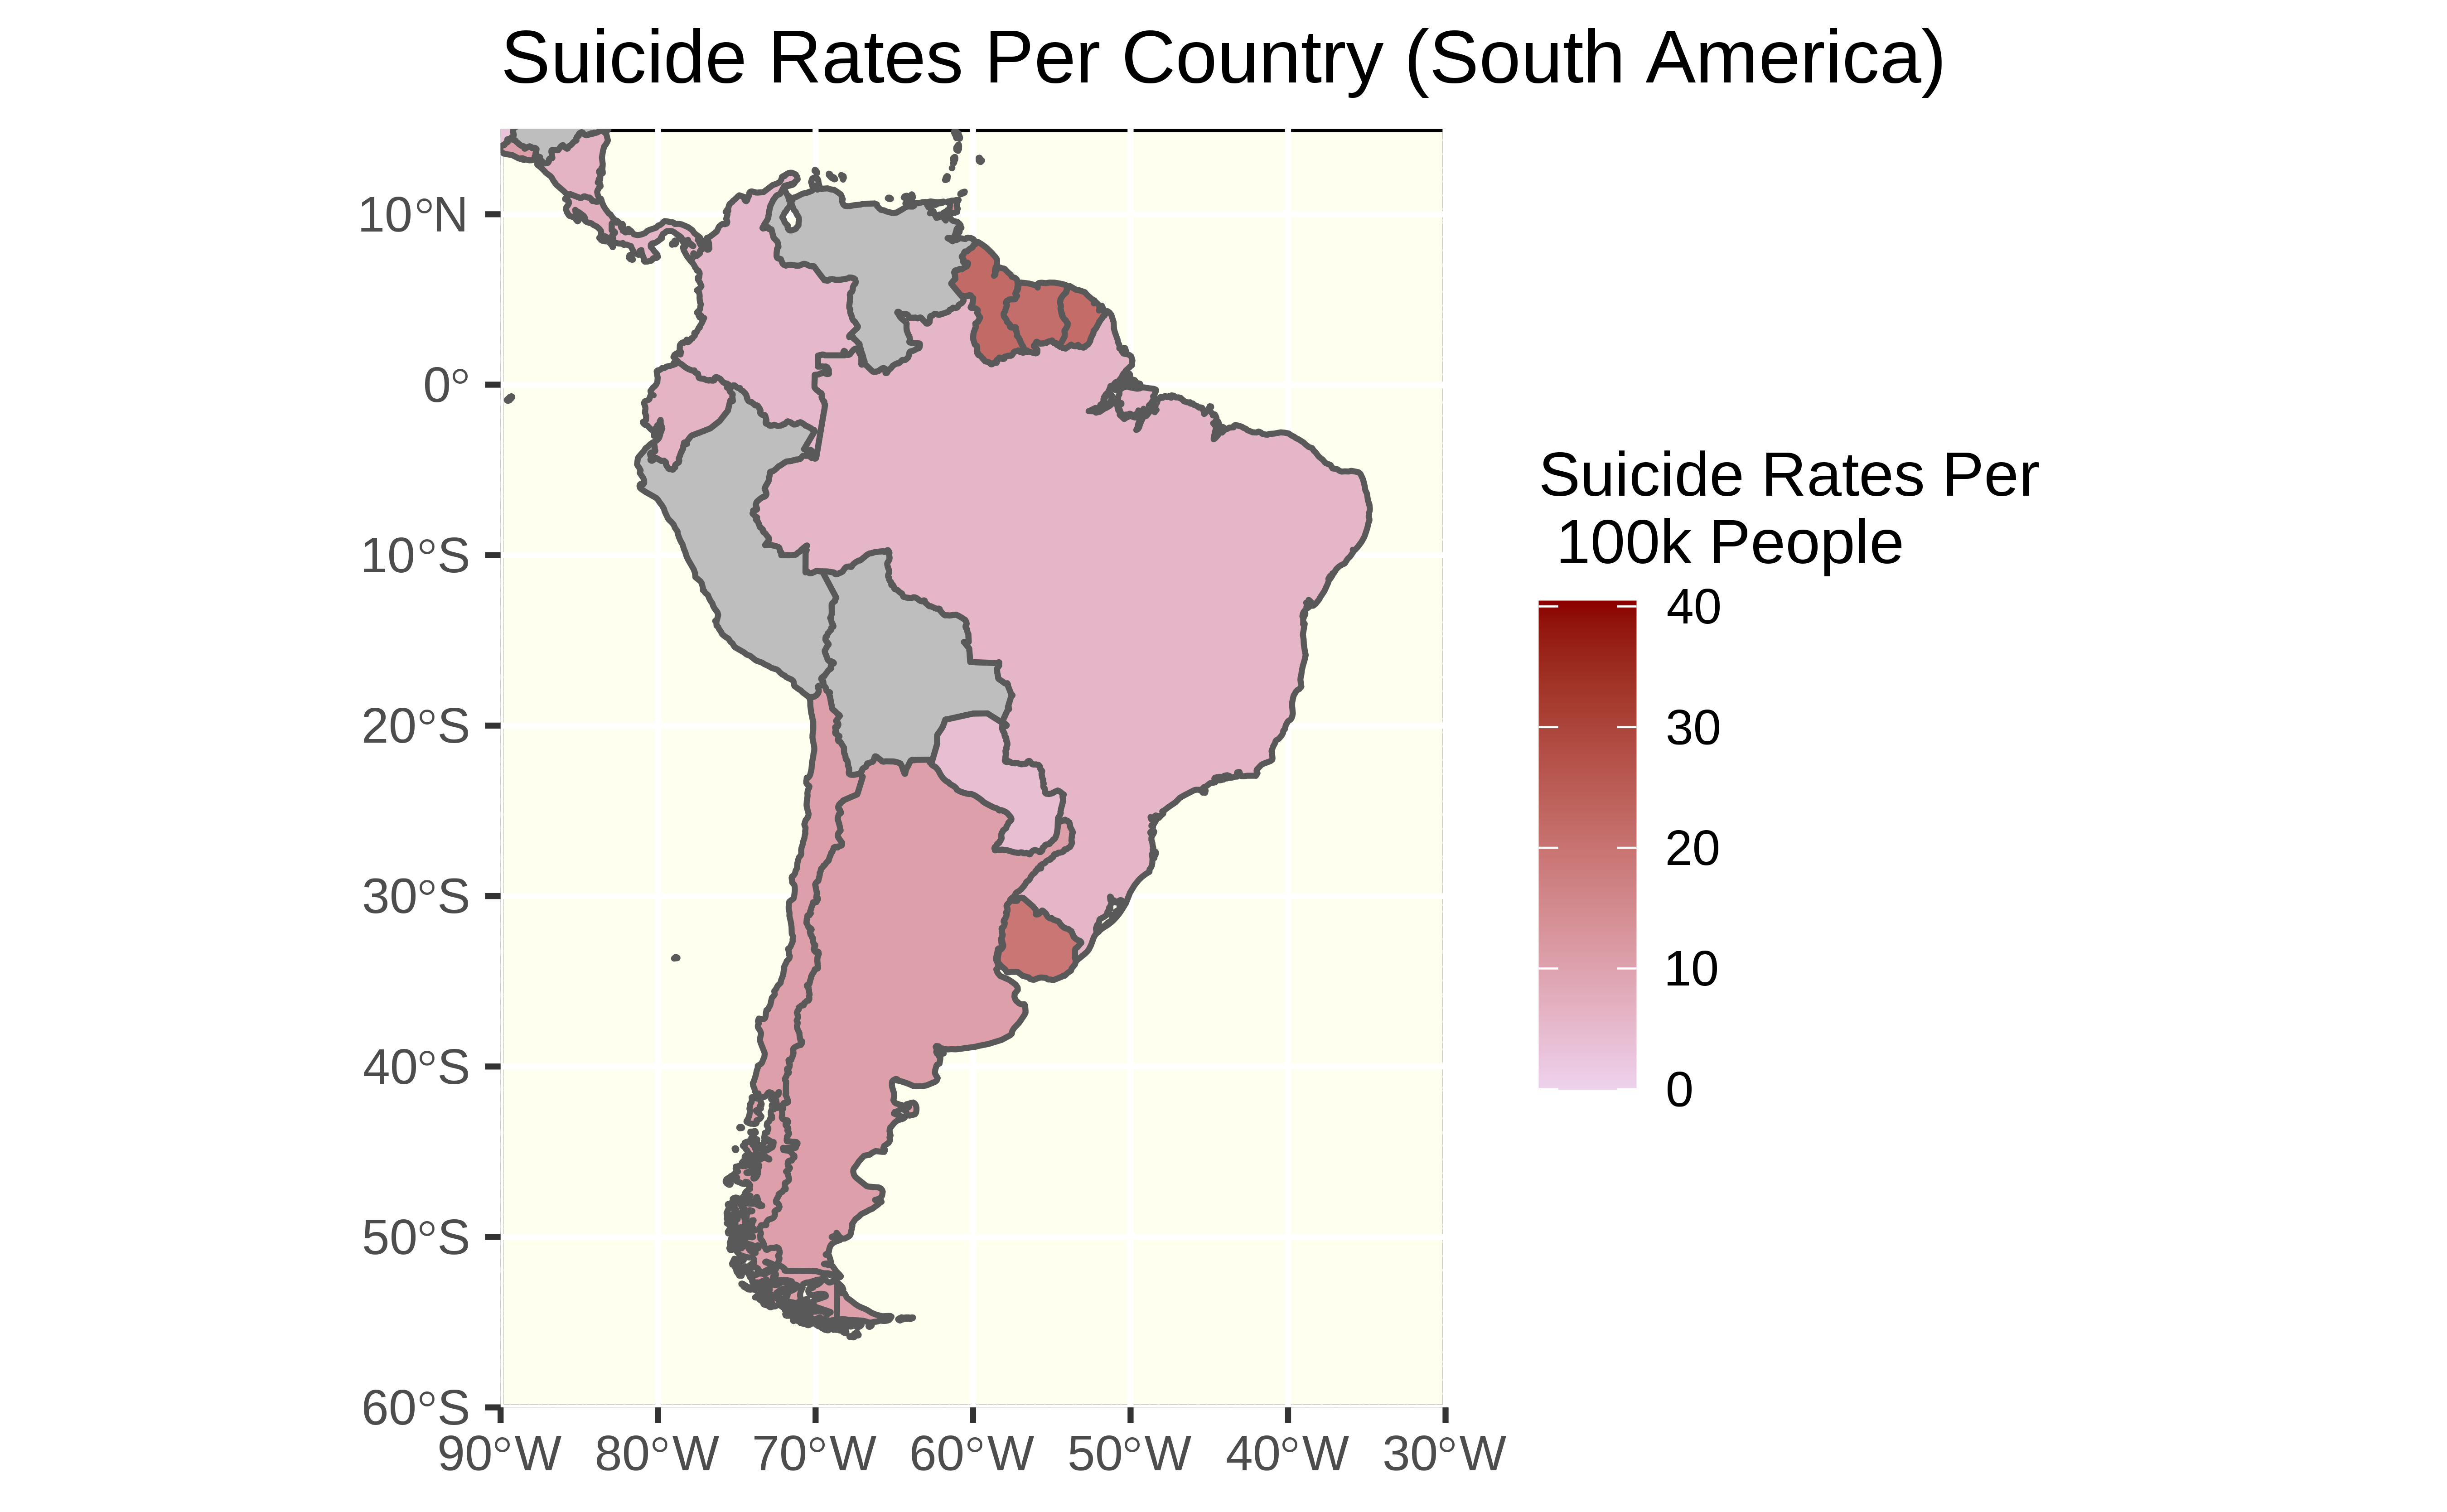 Suicide Rates Per Country (South America)
10°N
0°
10°S
20°S
30°S
40°S
50°S
60°S
90°W 80°W 70°W 60°W 50°W 40°W 30°W
Suicide Rates Per
100k People
40
30
20
10
0